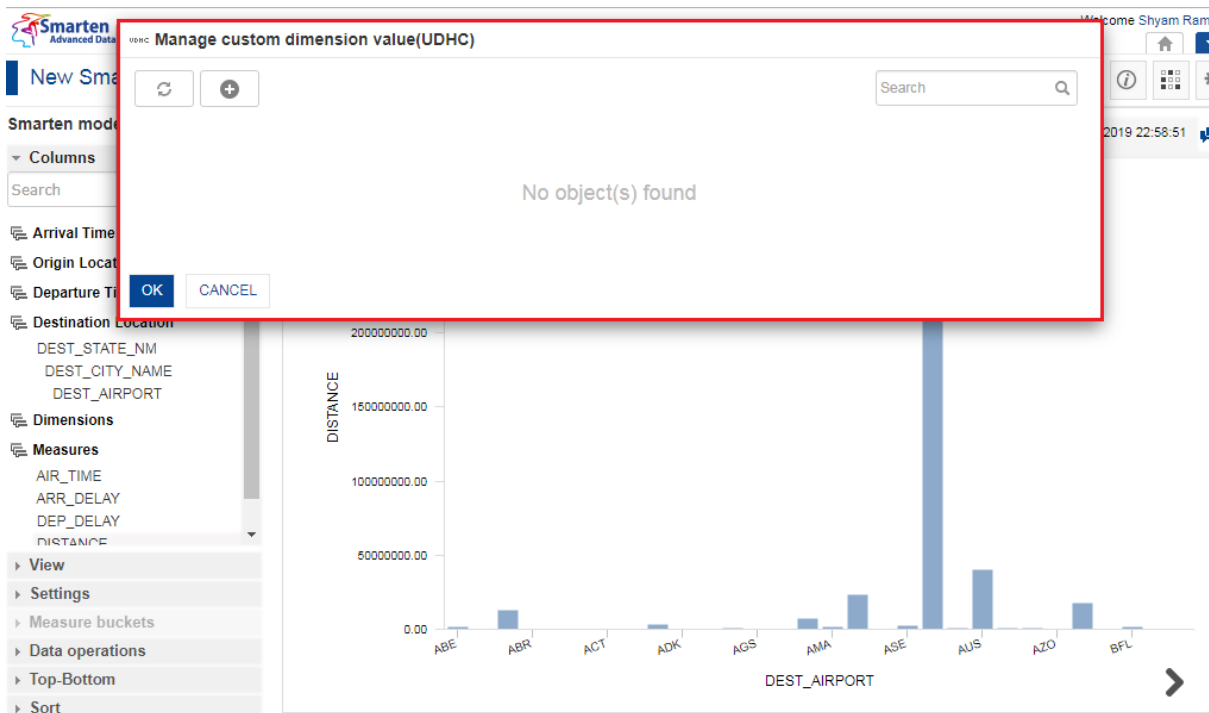 Smarten
Advanced Data
Welcome Shyam Ram
UDHC Manage custom dimension value(UDHC)
New Sma
Search
Smarten mode
2019 22:58:51
Columns
Search
No object(s) found
Arrival Time
Origin Locat
Departure Ti
OK
CANCEL
Destination Location
DEST_STATE_NM
DEST_CITY_NAME
DEST_AIRPORT
Dimensions
Measures
AIR_TIME
ARR_DELAY
DEP_DELAY
DISTANCE
View
Settings
Measure buckets
Data operations
Top-Bottom
Sort
DISTANCE
200000000.00
150000000.00
100000000.00
50000000.00
0.00
ABE ABR ACT ADK AGS AMA ASE AUS AZO BFL
DEST_AIRPORT